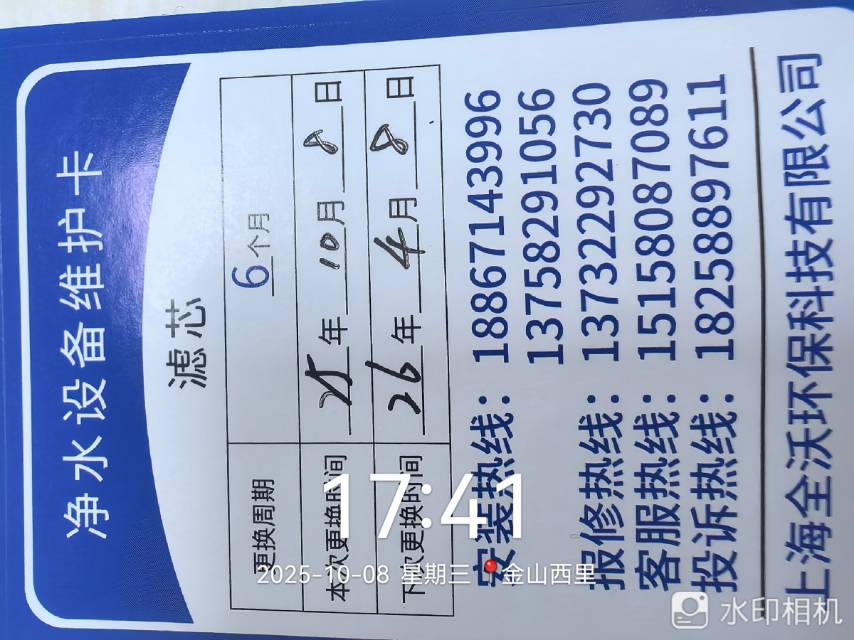 净水设备维护卡
滤芯
更换周期 6个月
本次更换时间 25年10月8日
下次更换时间 26年4月8日
安装热线：18867143996
13758291056
报修热线：13732292730
客服热线：15158087089
投诉热线：18258897611
上海全沃环保科技有限公司
17:41
2025-10-08 星期三 金山西里
水印相机